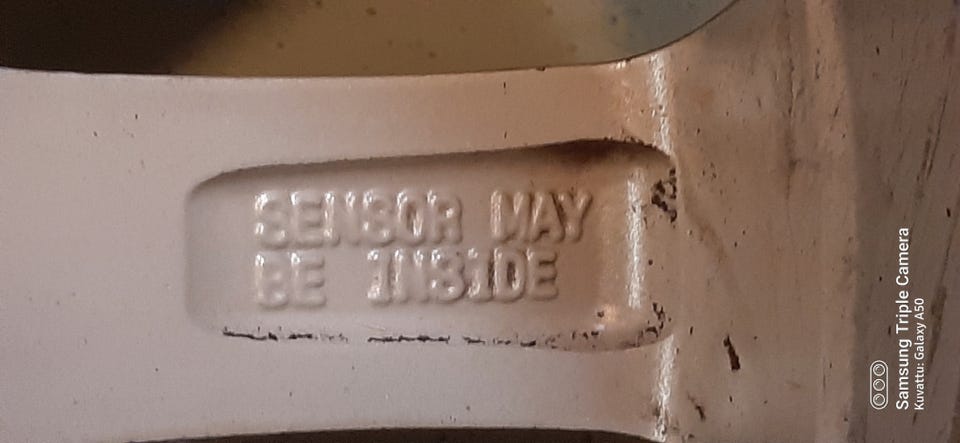 SENSOR MAY
BE INSIDE
Samsung Triple Camera
Kuvattu: Galaxy A50